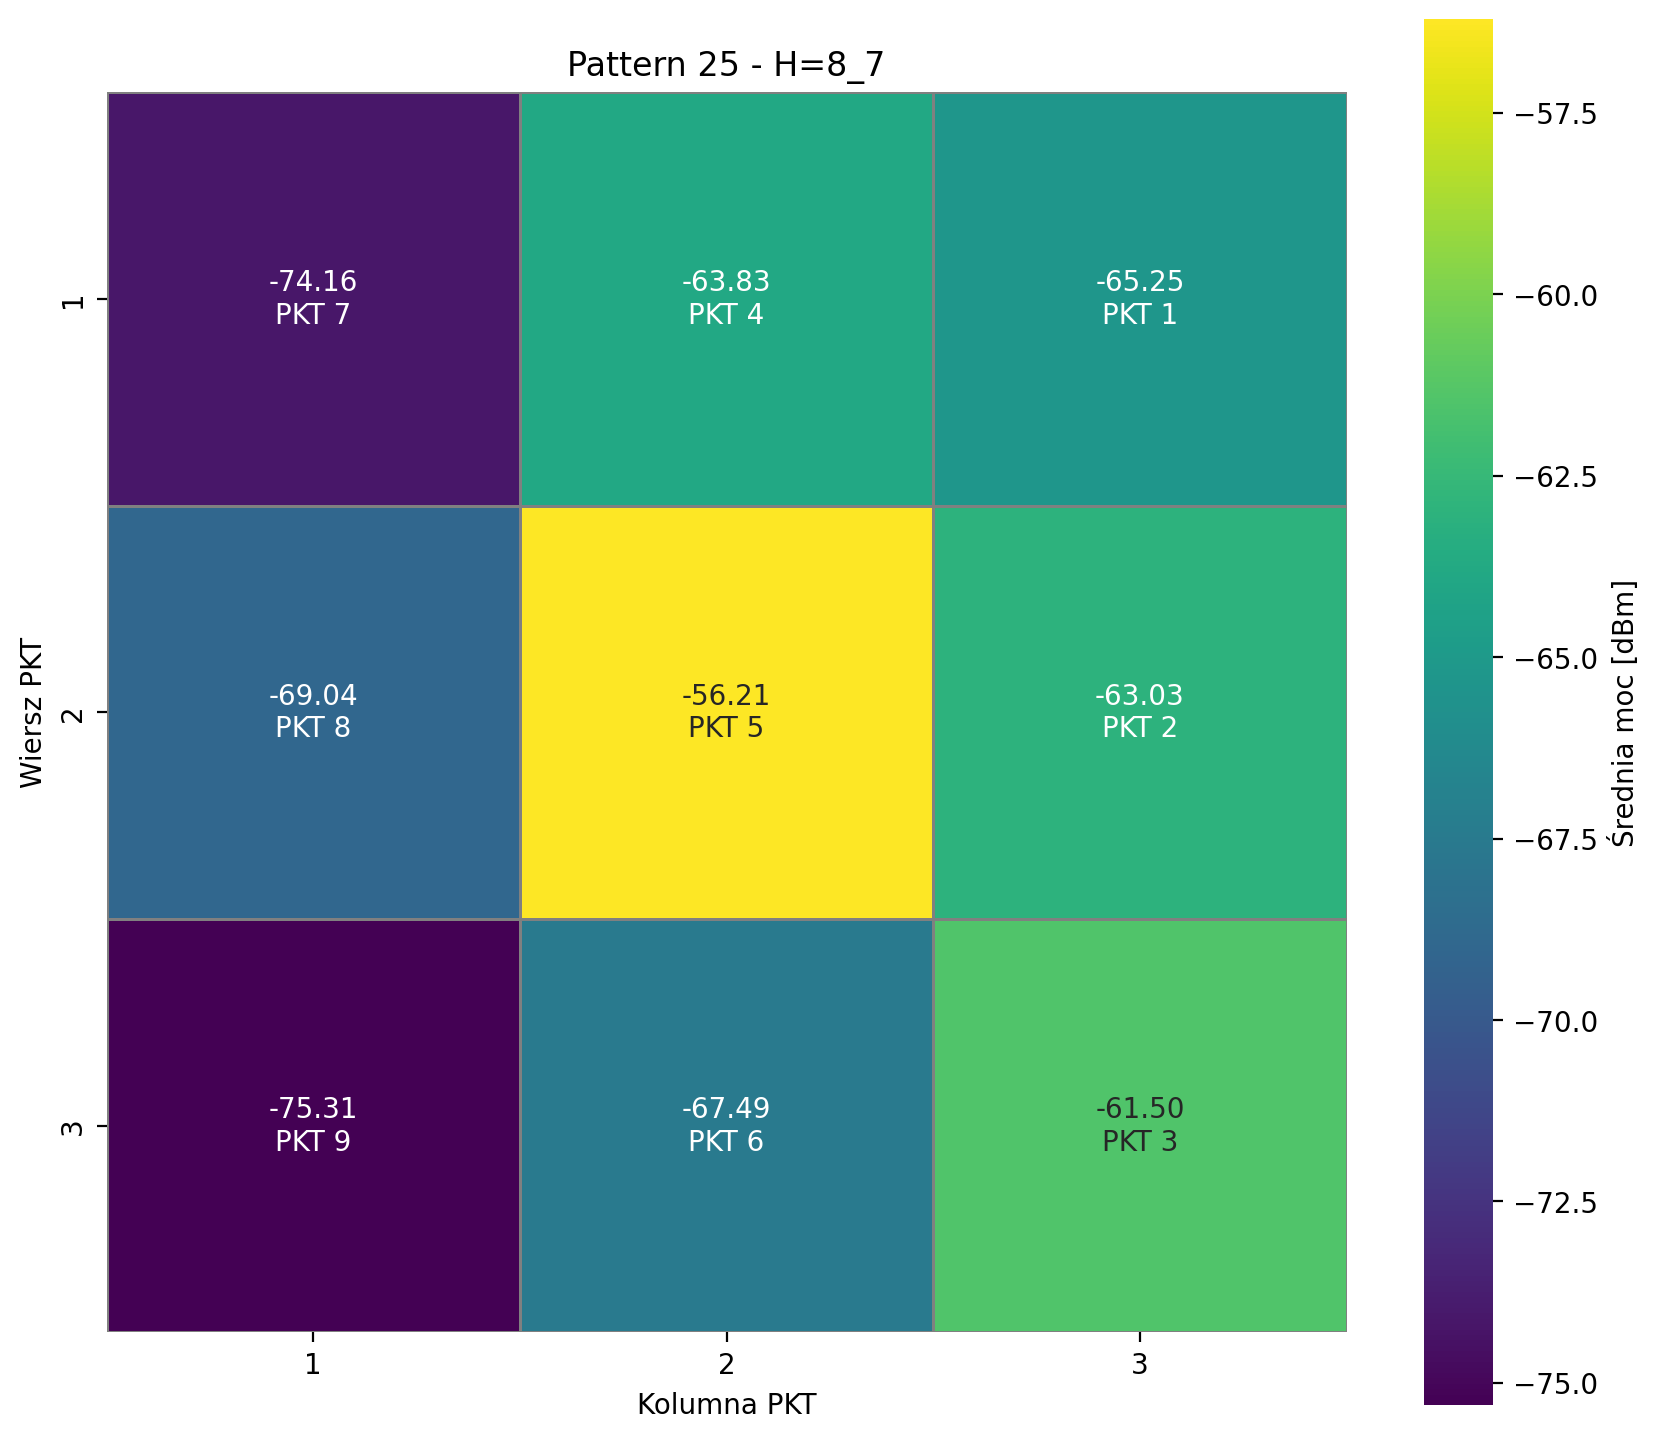 Pattern 25 - H=8_7
-74.16
PKT 7
-63.83
PKT 4
-65.25
PKT 1
-69.04
PKT 8
-56.21
PKT 5
-63.03
PKT 2
-75.31
PKT 9
-67.49
PKT 6
-61.50
PKT 3
1
2
3
Wiersz PKT
1
2
3
Kolumna PKT
−57.5
−60.0
−62.5
−65.0
−67.5
−70.0
−72.5
−75.0
Średnia moc [dBm]